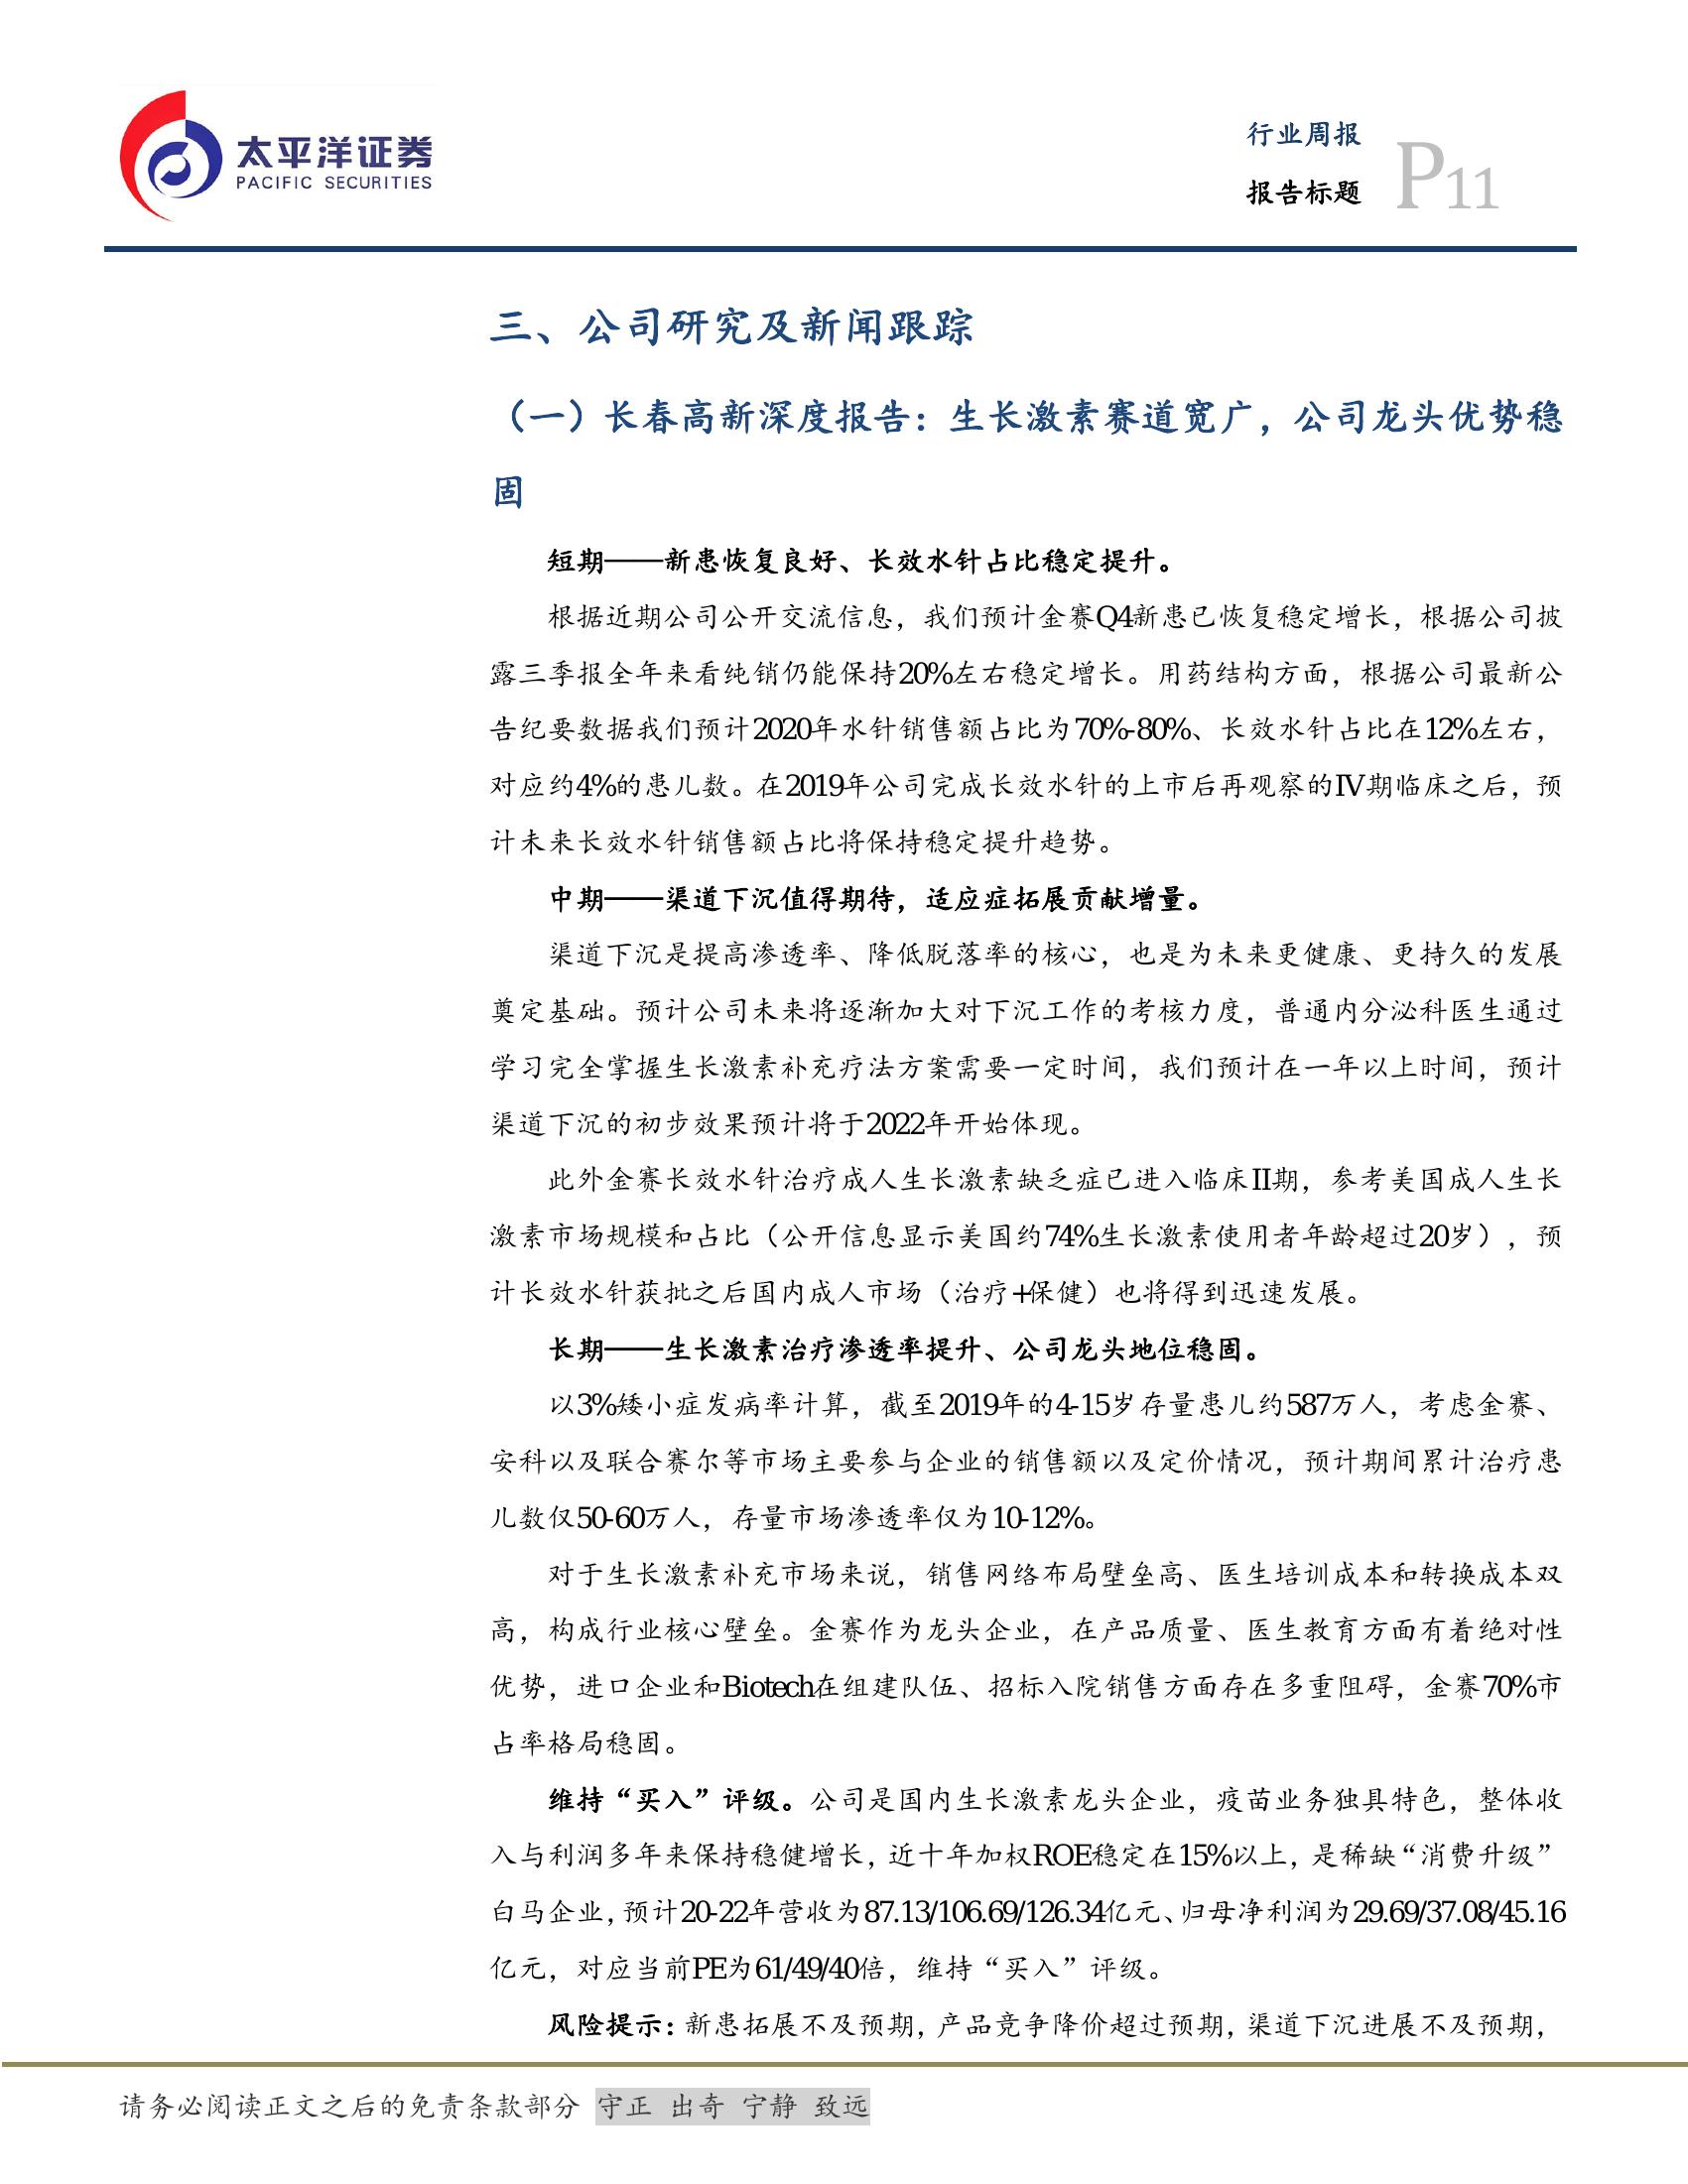 太平洋证券
PACIFIC SECURITIES
行业周报
报告标题
P11
三、公司研究及新闻跟踪
（一）长春高新深度报告：生长激素赛道宽广，公司龙头优势稳
固
短期——新患恢复良好、长效水针占比稳定提升。
根据近期公司公开交流信息，我们预计金赛Q4新患已恢复稳定增长，根据公司披
露三季报全年来看纯销仍能保持20%左右稳定增长。用药结构方面，根据公司最新公
告纪要数据我们预计2020年水针销售额占比为70%-80%、长效水针占比在12%左右，
对应约4%的患儿数。在2019年公司完成长效水针的上市后再观察的IV期临床之后，预
计未来长效水针销售额占比将保持稳定提升趋势。
中期——渠道下沉值得期待，适应症拓展贡献增量。
渠道下沉是提高渗透率、降低脱落率的核心，也是为未来更健康、更持久的发展
奠定基础。预计公司未来将逐渐加大对下沉工作的考核力度，普通内分泌科医生通过
学习完全掌握生长激素补充疗法方案需要一定时间，我们预计在一年以上时间，预计
渠道下沉的初步效果预计将于2022年开始体现。
此外金赛长效水针治疗成人生长激素缺乏症已进入临床II期，参考美国成人生长
激素市场规模和占比（公开信息显示美国约74%生长激素使用者年龄超过20岁），预
计长效水针获批之后国内成人市场（治疗+保健）也将得到迅速发展。
长期——生长激素治疗渗透率提升、公司龙头地位稳固。
以3%矮小症发病率计算，截至2019年的4-15岁存量患儿约587万人，考虑金赛、
安科以及联合赛尔等市场主要参与企业的销售额以及定价情况，预计期间累计治疗患
儿数仅50-60万人，存量市场渗透率仅为10-12%。
对于生长激素补充市场来说，销售网络布局壁垒高、医生培训成本和转换成本双
高，构成行业核心壁垒。金赛作为龙头企业，在产品质量、医生教育方面有着绝对性
优势，进口企业和Biotech在组建队伍、招标入院销售方面存在多重阻碍，金赛70%市
占率格局稳固。
维持“买入”评级。公司是国内生长激素龙头企业，疫苗业务独具特色，整体收
入与利润多年来保持稳健增长，近十年加权ROE稳定在15%以上，是稀缺“消费升级”
白马企业，预计20-22年营收为87.13/106.69/126.34亿元、归母净利润为29.69/37.08/45.16
亿元，对应当前PE为61/49/40倍，维持“买入”评级。
风险提示：新患拓展不及预期，产品竞争降价超过预期，渠道下沉进展不及预期，
请务必阅读正文之后的免责条款部分 守正 出奇 宁静 致远